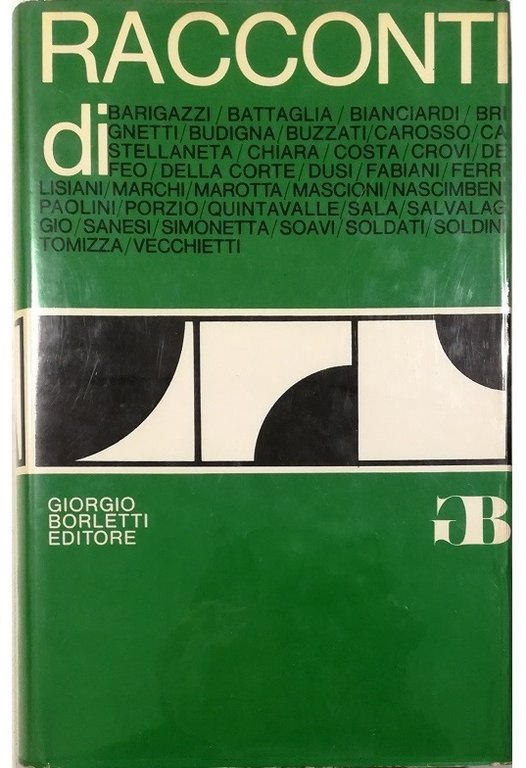 RACCONTI
di
BARIGAZZI/BATTAGLIA/BIANCIARDI/BRI
GNETTI/BUDIGNA/BUZZATI/CAROSSO/CA
STELLANETA/CHIARA/COSTA/CROVI/DE
FEO/DELLA CORTE/DUSI/FABIANI/FERR
LISIANI/MARCHI/MAROTTA/MASCIONI/NASCIMBEN
PAOLINI/PORZIO/QUINTAVALLE/SALA/SALVALAG
GIO/SANESI/SIMONETTA/SOAVI/SOLDATI/SOLDINI
TOMIZZA/VECCHIETTI
GIORGIO
BORLETTI
EDITORE
GB